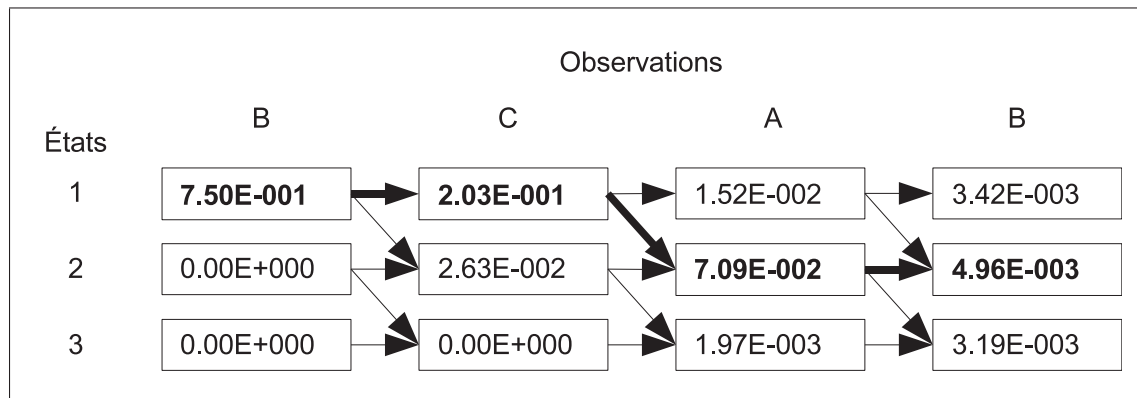 Observations
B C A B
États
1 7.50E-001 2.03E-001 1.52E-002 3.42E-003
2 0.00E+000 2.63E-002 7.09E-002 4.96E-003
3 0.00E+000 0.00E+000 1.97E-003 3.19E-003